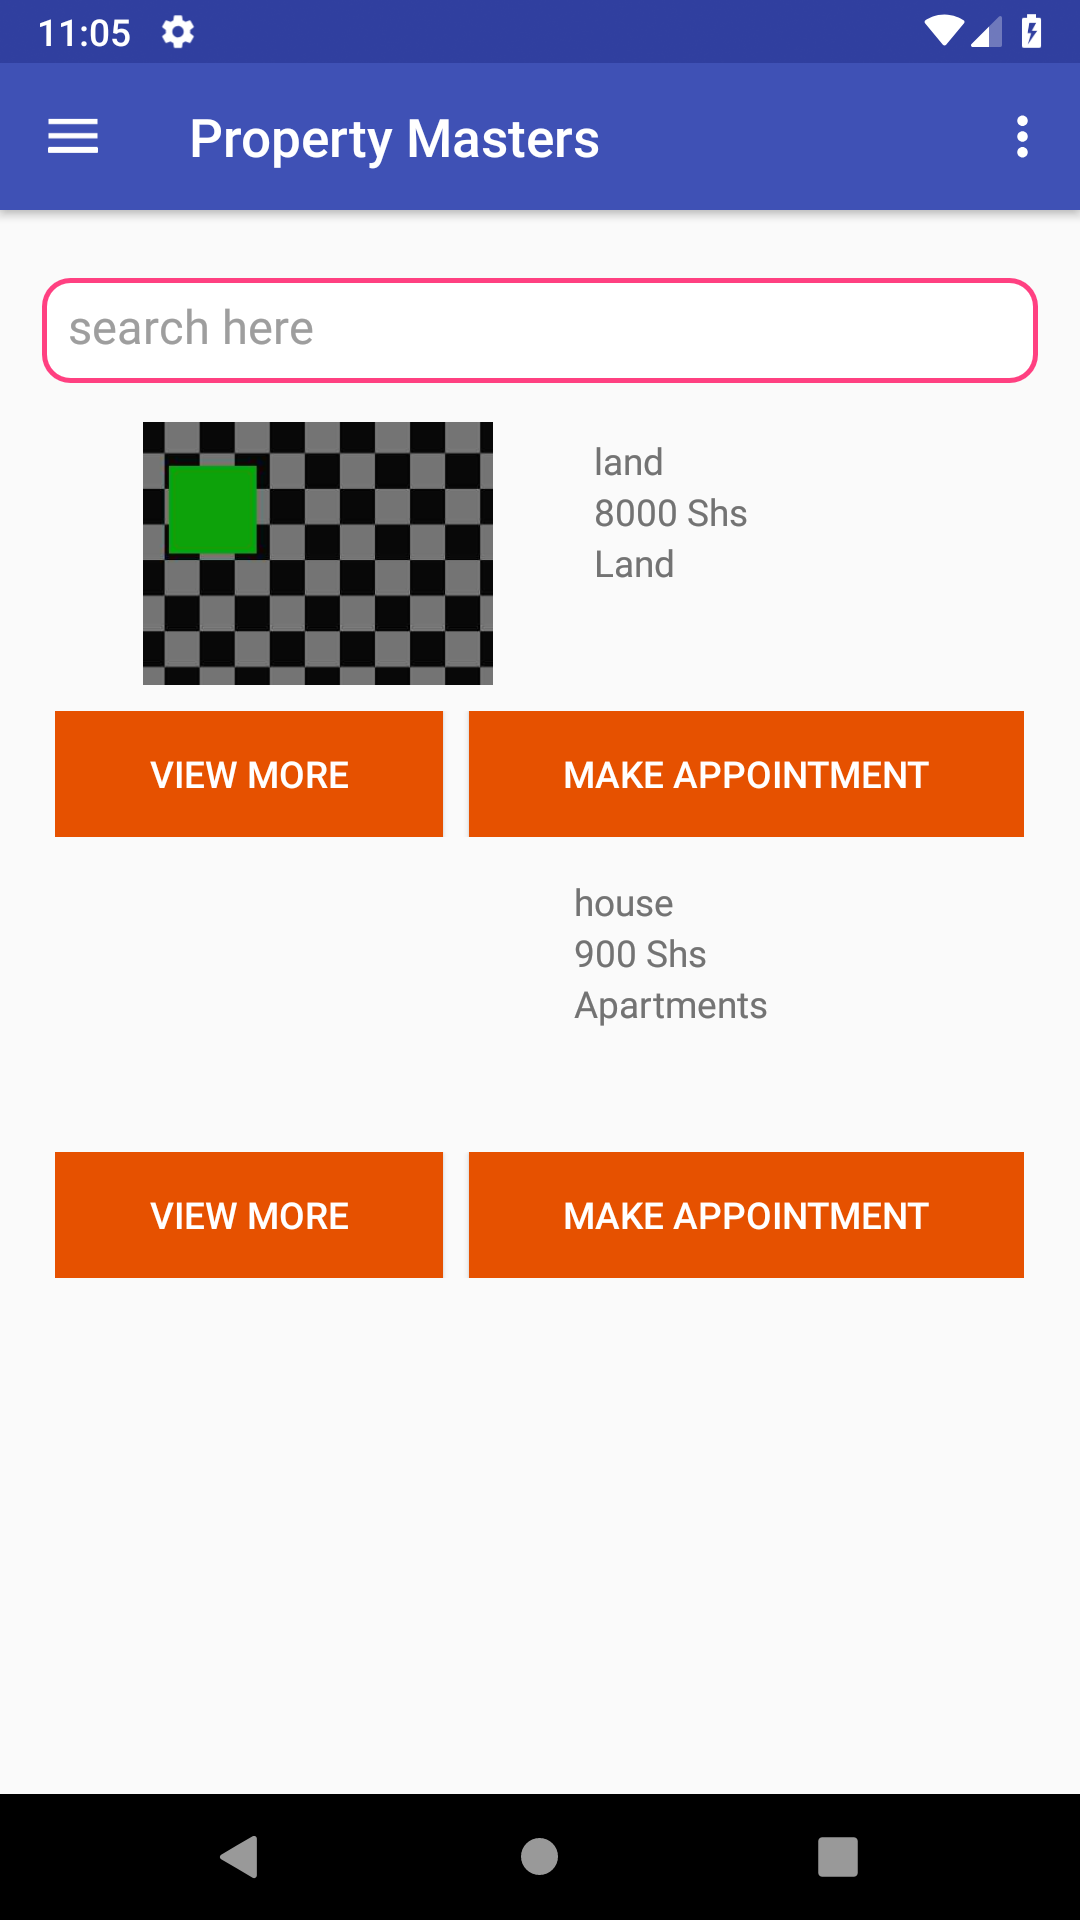 11:05
Property Masters
search here
land
8000 Shs
Land
VIEW MORE
MAKE APPOINTMENT
house
900 Shs
Apartments
VIEW MORE
MAKE APPOINTMENT